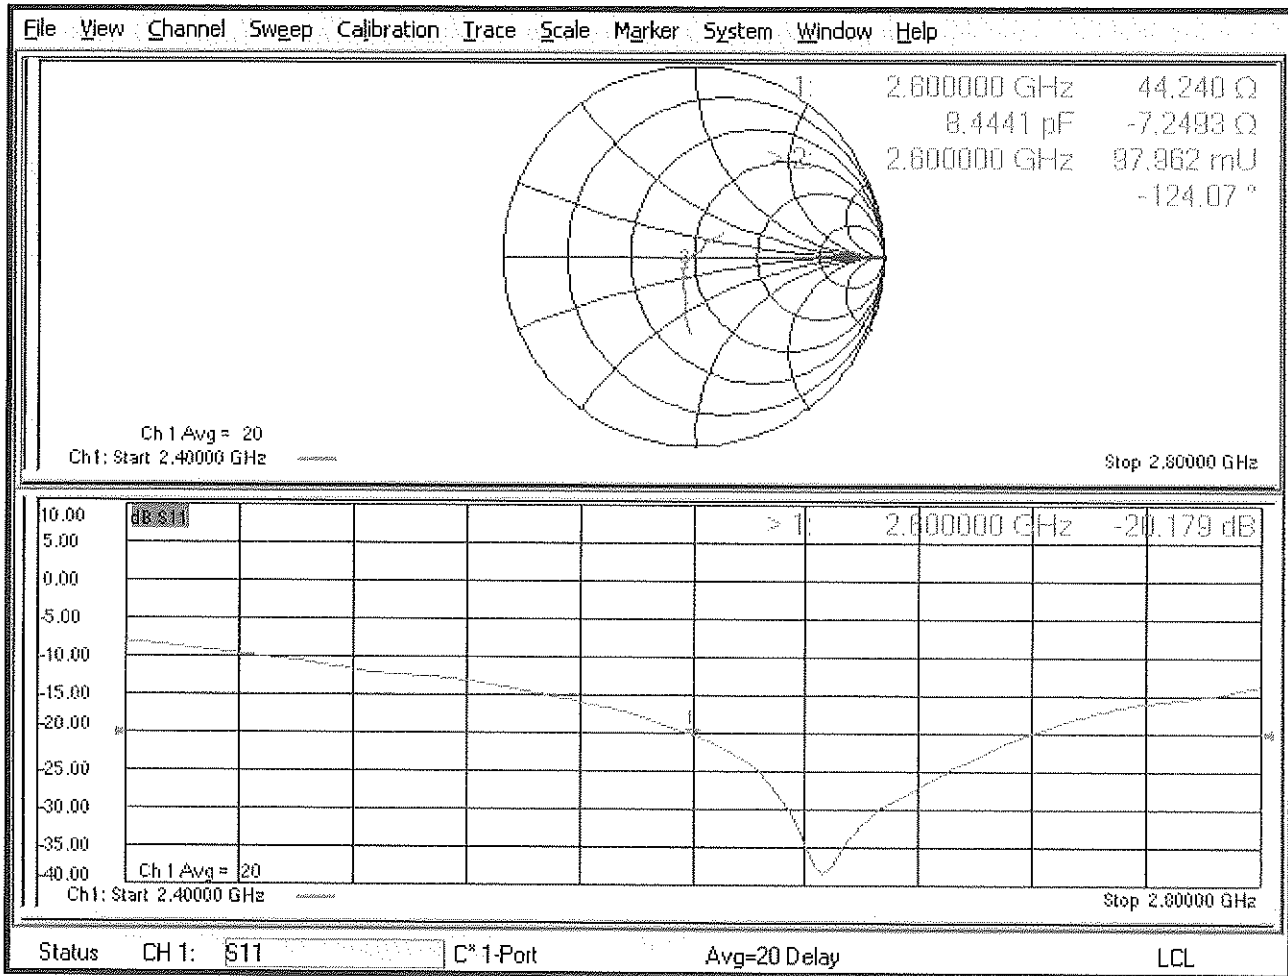 File View Channel Sweep Calibration Trace Scale Marker System Window Help
1: 2.600000 GHz 44.240 Ω
8.4441 pF -7.2493 Ω
> 2: 2.600000 GHz 97.962 mU
-124.07 °
Ch 1 Avg = 20
Ch1: Start 2.40000 GHz
Stop 2.80000 GHz
10.00
dB S11
> 1: 2.600000 GHz -20.179 dB
5.00
0.00
-5.00
-10.00
-15.00
-20.00
1
-25.00
-30.00
-35.00
-40.00
Ch 1 Avg = 20
Ch1: Start 2.40000 GHz
Stop 2.80000 GHz
Status CH 1: S11 C* 1-Port Avg=20 Delay LCL